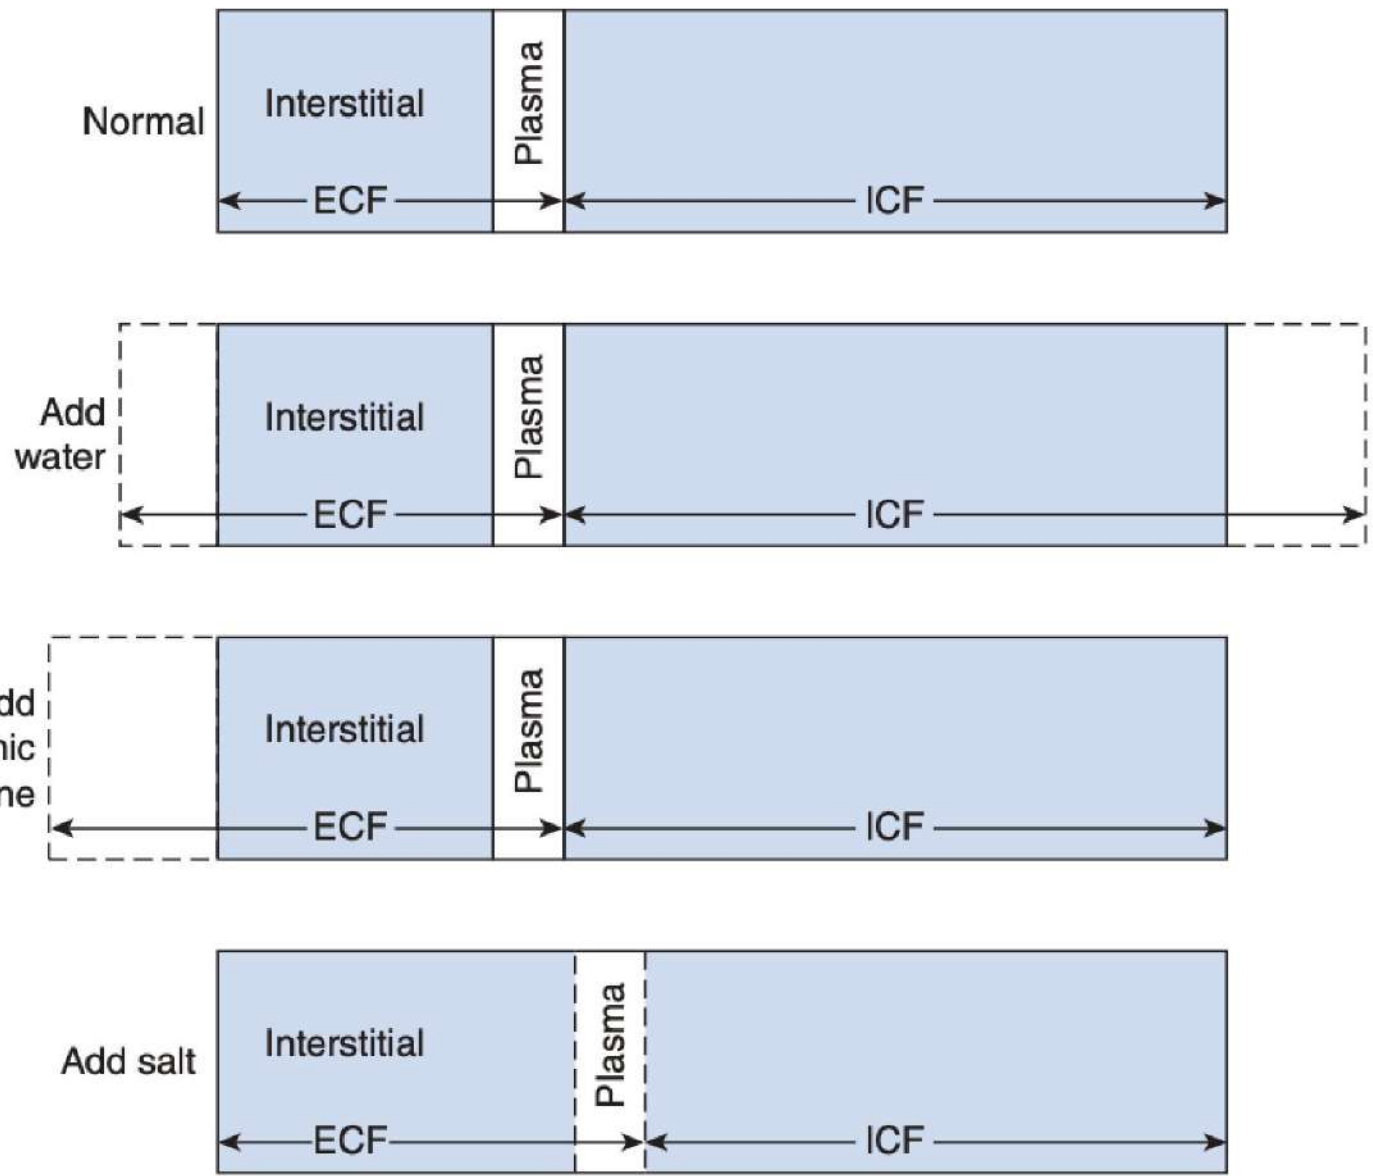 Normal
Interstitial
Plasma
ECF
ICF
Add
water
Interstitial
Plasma
ECF
ICF
dd
nic
ne
Interstitial
Plasma
ECF
ICF
Add salt
Interstitial
Plasma
ECF
ICF